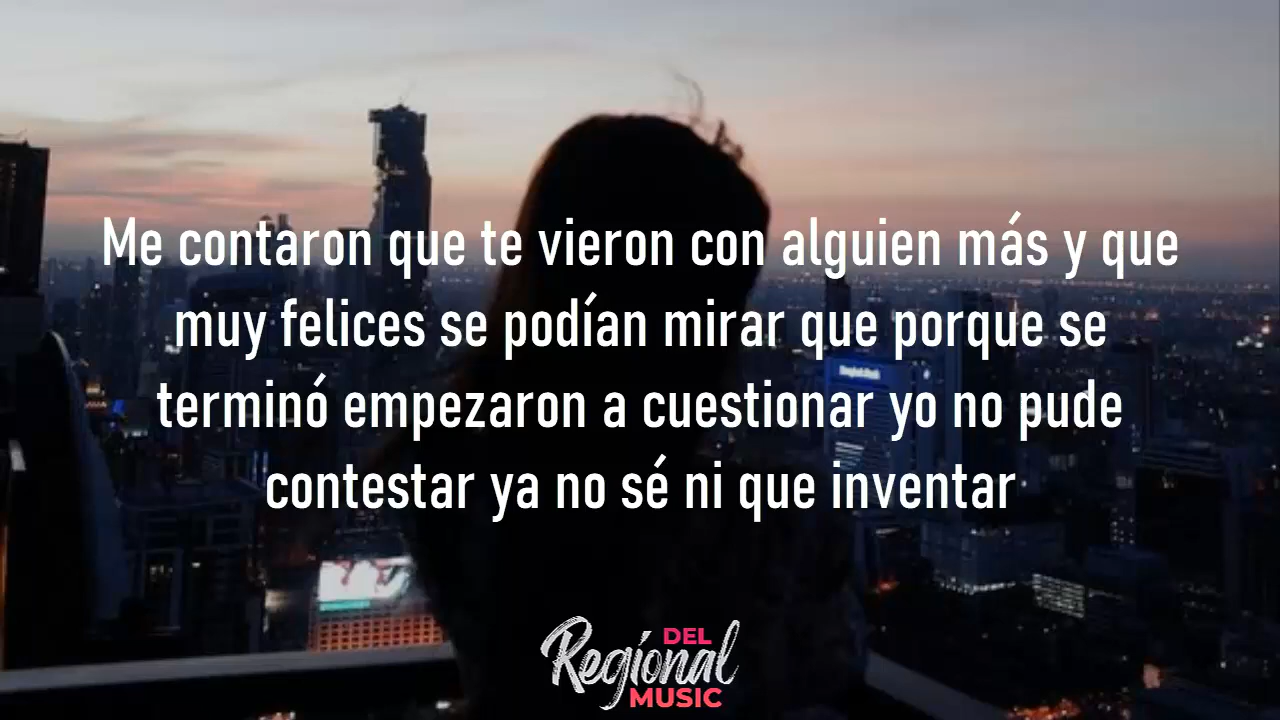 Me contaron que te vieron con alguien más y que
muy felices se podían mirar que porque se
terminó empezaron a cuestionar yo no pude
contestar ya no sé ni que inventar
DEL
Regional
MUSIC